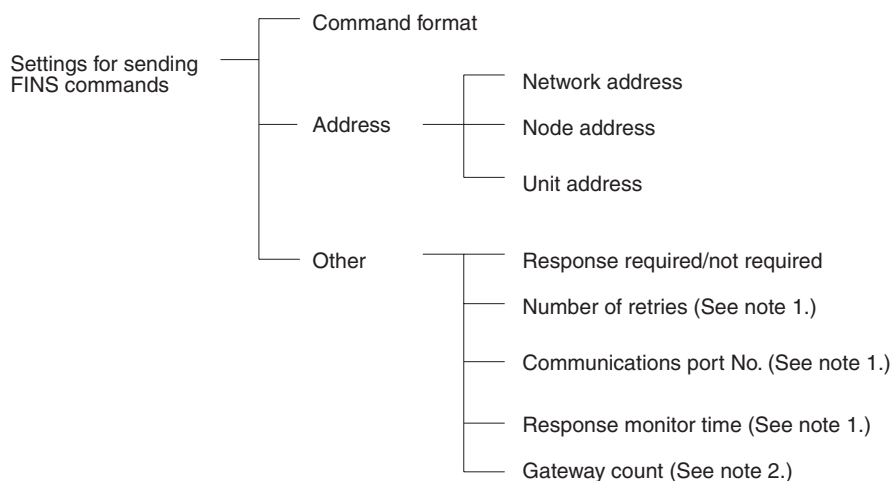 Command format
Settings for sending
FINS commands
Network address
Address
Node address
Unit address
Other
Response required/not required
Number of retries (See note 1.)
Communications port No. (See note 1.)
Response monitor time (See note 1.)
Gateway count (See note 2.)